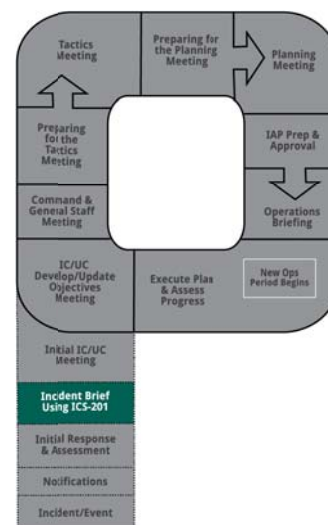 Tactics
Meeting
Preparing for
the Planning
Meeting
Planning
Meeting
Preparing
for the
Tactics
Meeting
IAP Prep &
Approval
Command &
General Staff
Meeting
Operations
Briefing
IC/UC
Develop/Update
Objectives
Meeting
Execute Plan
& Assess
Progress
New Ops
Period Begins
Initial IC/UC
Meeting
Incident Brief
Using ICS-201
Initial Response
& Assessment
Notifications
Incident/Event